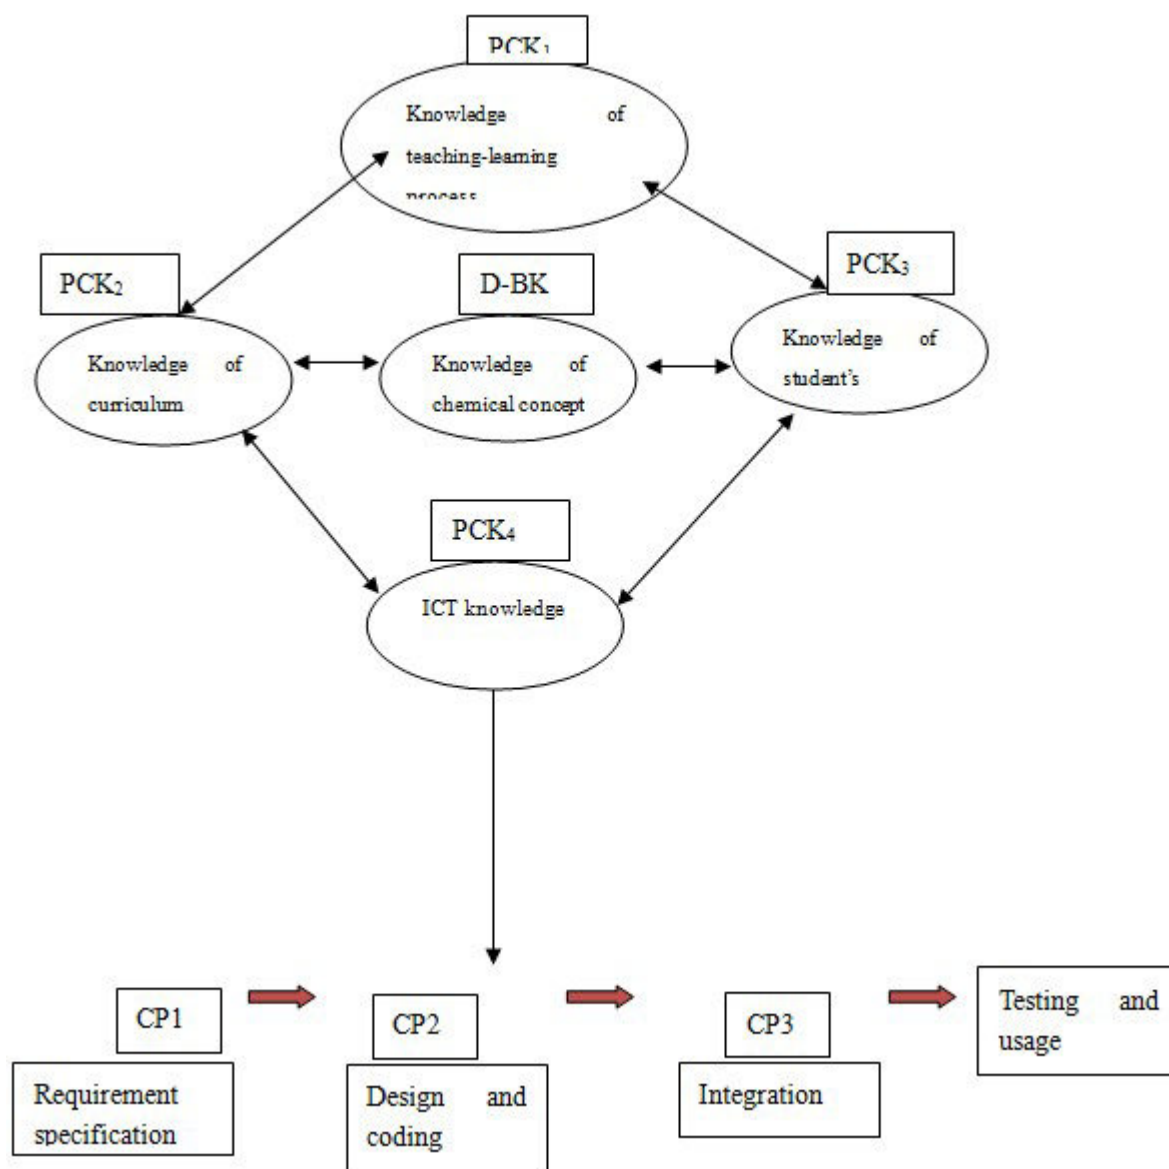 PCK₁
Knowledge of
teaching-learning
process
PCK₂
D-BK
PCK₃
Knowledge of
curriculum
Knowledge of
chemical concept
Knowledge of
student's
PCK₄
ICT knowledge
CP1
CP2
CP3
Testing and
usage
Requirement
specification
Design and
coding
Integration